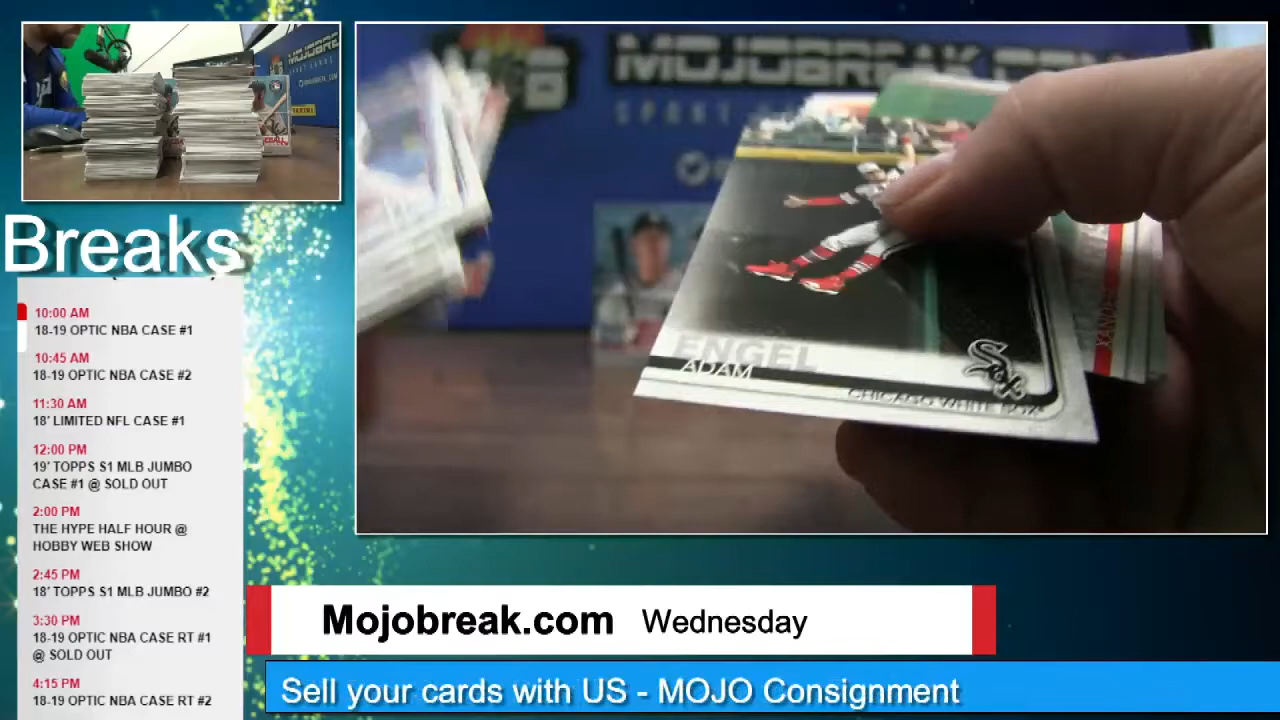 MOJOBREAK.COM
Breaks
10:00 AM
18-19 OPTIC NBA CASE #1
10:45 AM
18-19 OPTIC NBA CASE #2
11:30 AM
18' LIMITED NFL CASE #1
12:00 PM
19' TOPPS S1 MLB JUMBO
CASE #1 @ SOLD OUT
2:00 PM
THE HYPE HALF HOUR @
HOBBY WEB SHOW
2:45 PM
18' TOPPS S1 MLB JUMBO #2
3:30 PM
18-19 OPTIC NBA CASE RT #1
@ SOLD OUT
4:15 PM
18-19 OPTIC NBA CASE RT #2
MOJOBREAK.COM
ENGEL
ADAM
Sox
CHICAGO WHITE SOX
Mojobreak.com Wednesday
Sell your cards with US - MOJO Consignment